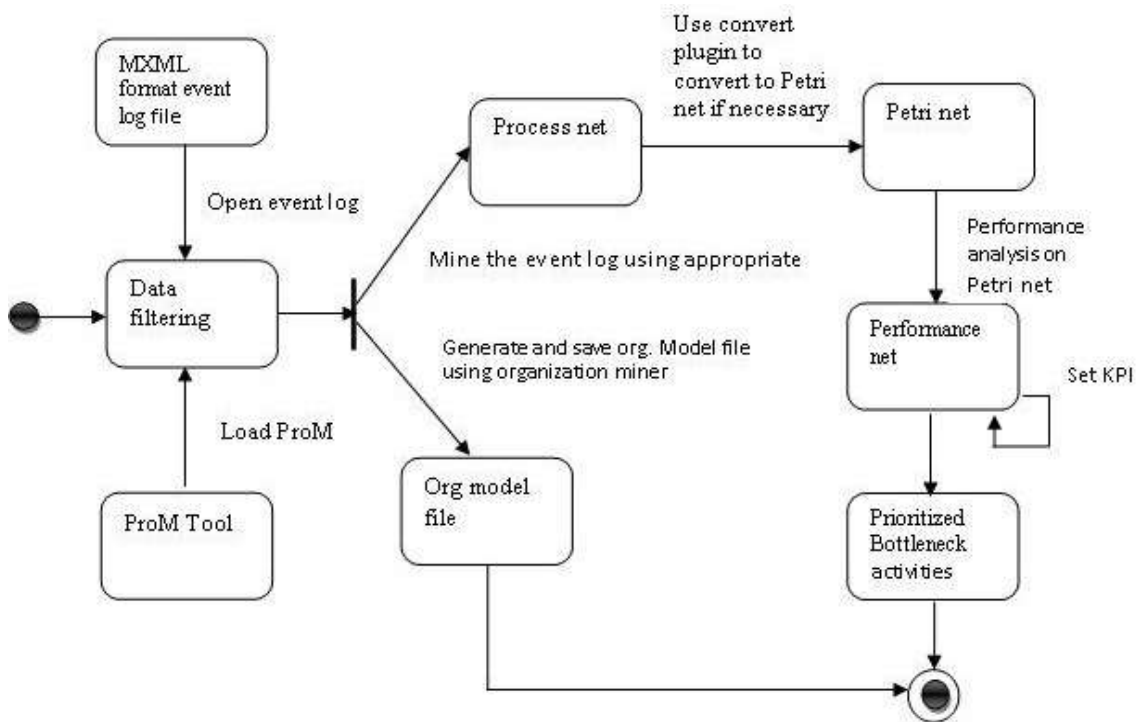 MXML
format event
log file
Use convert
plugin to
convert to Petri
net if necessary
Process net
Petri net
Open event log
Performance
analysis on
Petri net
Mine the event log using appropriate
Data
filtering
Performance
net
Generate and save org. Model file
using organization miner
Set KPI
Load ProM
Org model
file
ProM Tool
Prioritized
Bottleneck
activities